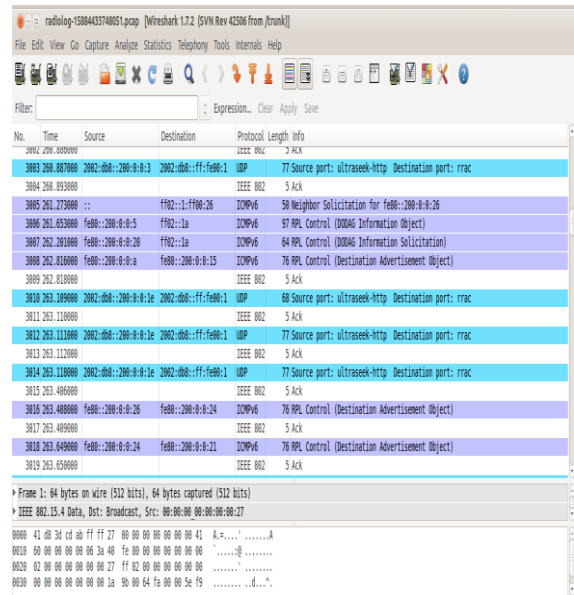 radiolog-15884433748051.pcap [Wireshark 1.7.2 (SVN Rev 42506 from /trunk)]
File Edit View Go Capture Analyze Statistics Telephony Tools Internals Help
Filter: Expression... Clear Apply Save
No. Time Source Destination Protocol Length Info
3002 260.886000 IEEE 802 5 Ack
3003 260.887000 2002:db8::200:0:0:3 2002:db8::ff:fe00:1 UDP 77 Source port: ultraseek-http Destination port: rrac
3004 260.893000 IEEE 802 5 Ack
3005 261.273000 :: ff02::1:ff00:26 ICMPv6 50 Neighbor Solicitation for fe80::200:0:0:26
3006 261.653000 fe80::200:0:0:5 ff02::1a ICMPv6 97 RPL Control (DODAG Information Object)
3007 262.201000 fe80::200:0:0:20 ff02::1a ICMPv6 64 RPL Control (DODAG Information Solicitation)
3008 262.816000 fe80::200:0:0:a fe80::200:0:0:15 ICMPv6 76 RPL Control (Destination Advertisement Object)
3009 262.818000 IEEE 802 5 Ack
3010 263.109000 2002:db8::200:0:0:1e 2002:db8::ff:fe00:1 UDP 68 Source port: ultraseek-http Destination port: rrac
3011 263.110000 IEEE 802 5 Ack
3012 263.111000 2002:db8::200:0:0:1e 2002:db8::ff:fe00:1 UDP 77 Source port: ultraseek-http Destination port: rrac
3013 263.112000 IEEE 802 5 Ack
3014 263.118000 2002:db8::200:0:0:1e 2002:db8::ff:fe00:1 UDP 77 Source port: ultraseek-http Destination port: rrac
3015 263.406000 IEEE 802 5 Ack
3016 263.408000 fe80::200:0:0:26 fe80::200:0:0:24 ICMPv6 76 RPL Control (Destination Advertisement Object)
3017 263.409000 IEEE 802 5 Ack
3018 263.649000 fe80::200:0:0:24 fe80::200:0:0:21 ICMPv6 76 RPL Control (Destination Advertisement Object)
3019 263.650000 IEEE 802 5 Ack
Frame 1: 64 bytes on wire (512 bits), 64 bytes captured (512 bits)
IEEE 802.15.4 Data, Dst: Broadcast, Src: 00:00:00_00:00:00:00:27
0000 41 d8 3d cd ab ff ff 27 00 00 00 00 00 00 00 41 A.=....' .......A
0010 60 00 00 00 00 06 3a 40 fe 80 00 00 00 00 00 00 `.....:@ ........
0020 02 00 00 00 00 00 00 27 ff 02 00 00 00 00 00 00 .......' ........
0030 00 00 00 00 00 00 00 1a 9b 00 64 fa 00 00 5e f9 ........ ..d...^.